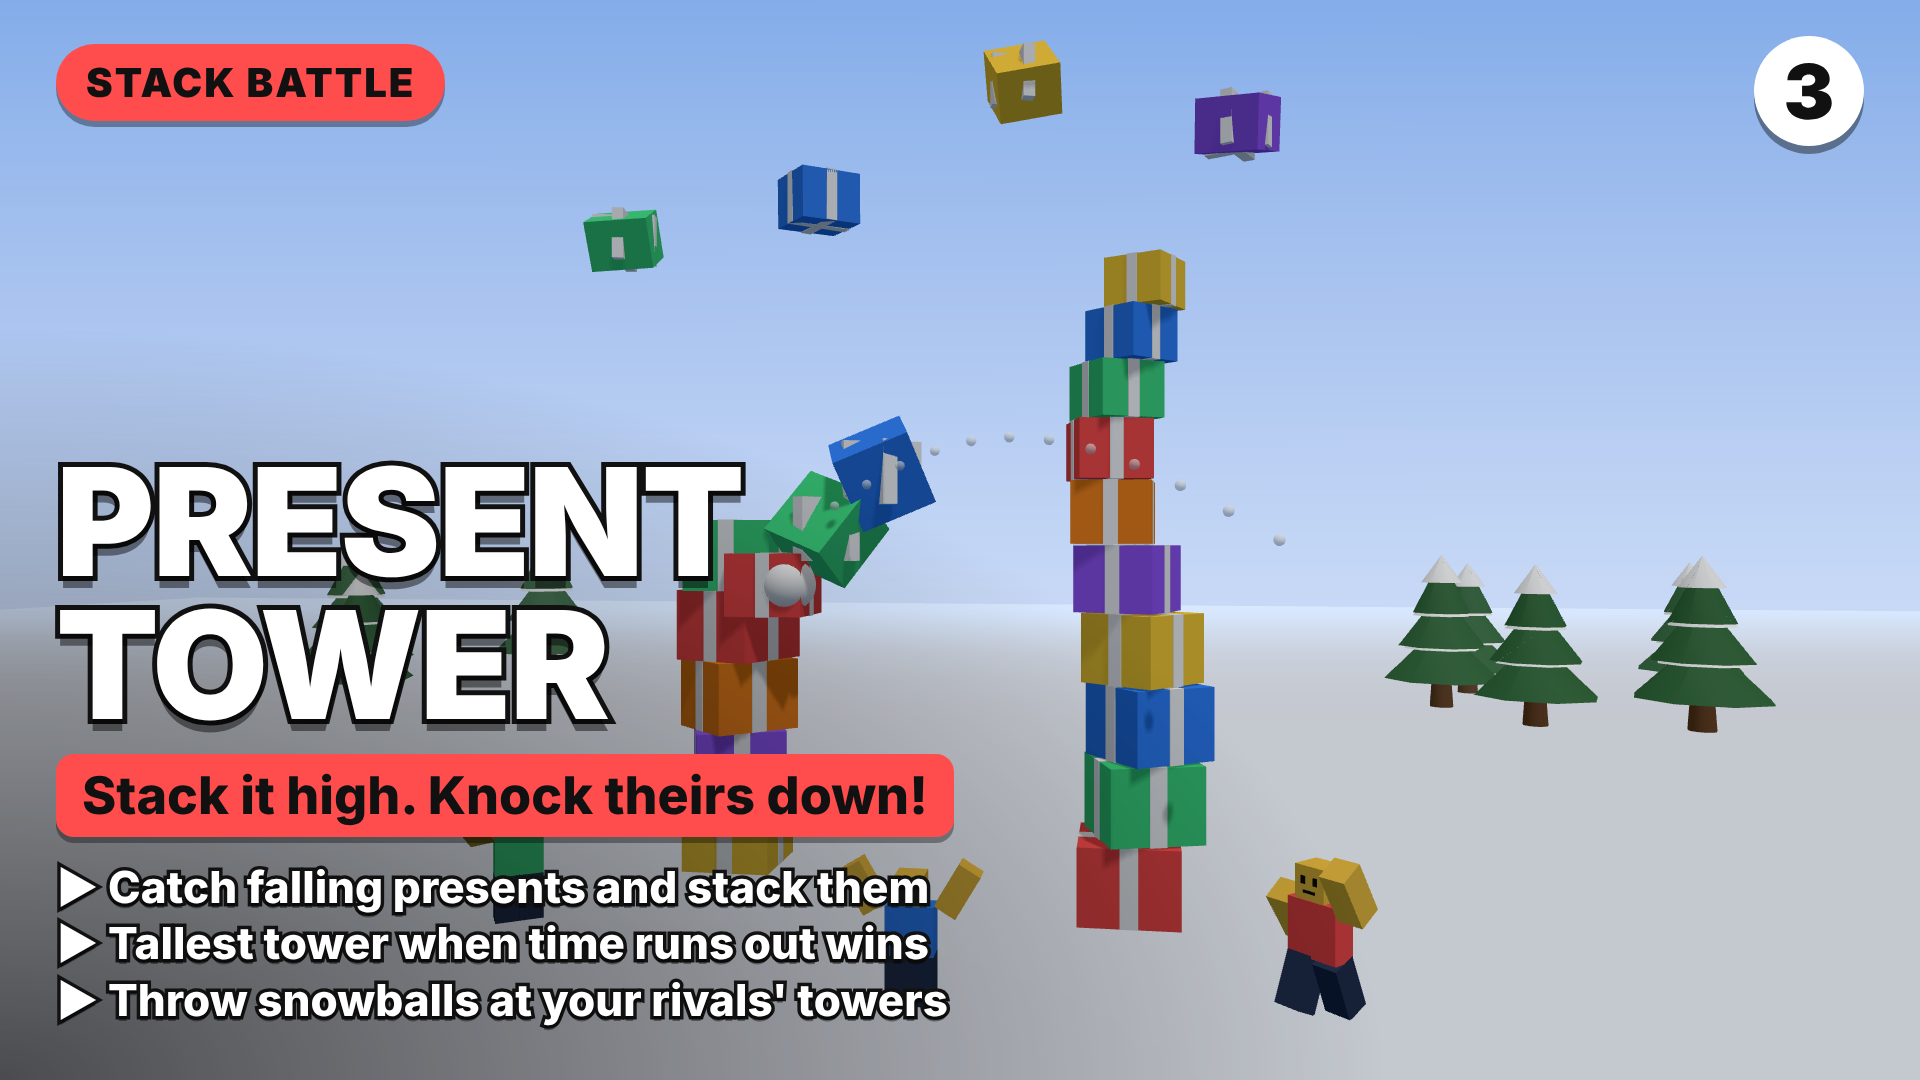 STACK BATTLE
3
PRESENT
TOWER
Stack it high. Knock theirs down!
▶ Catch falling presents and stack them
▶ Tallest tower when time runs out wins
▶ Throw snowballs at your rivals' towers